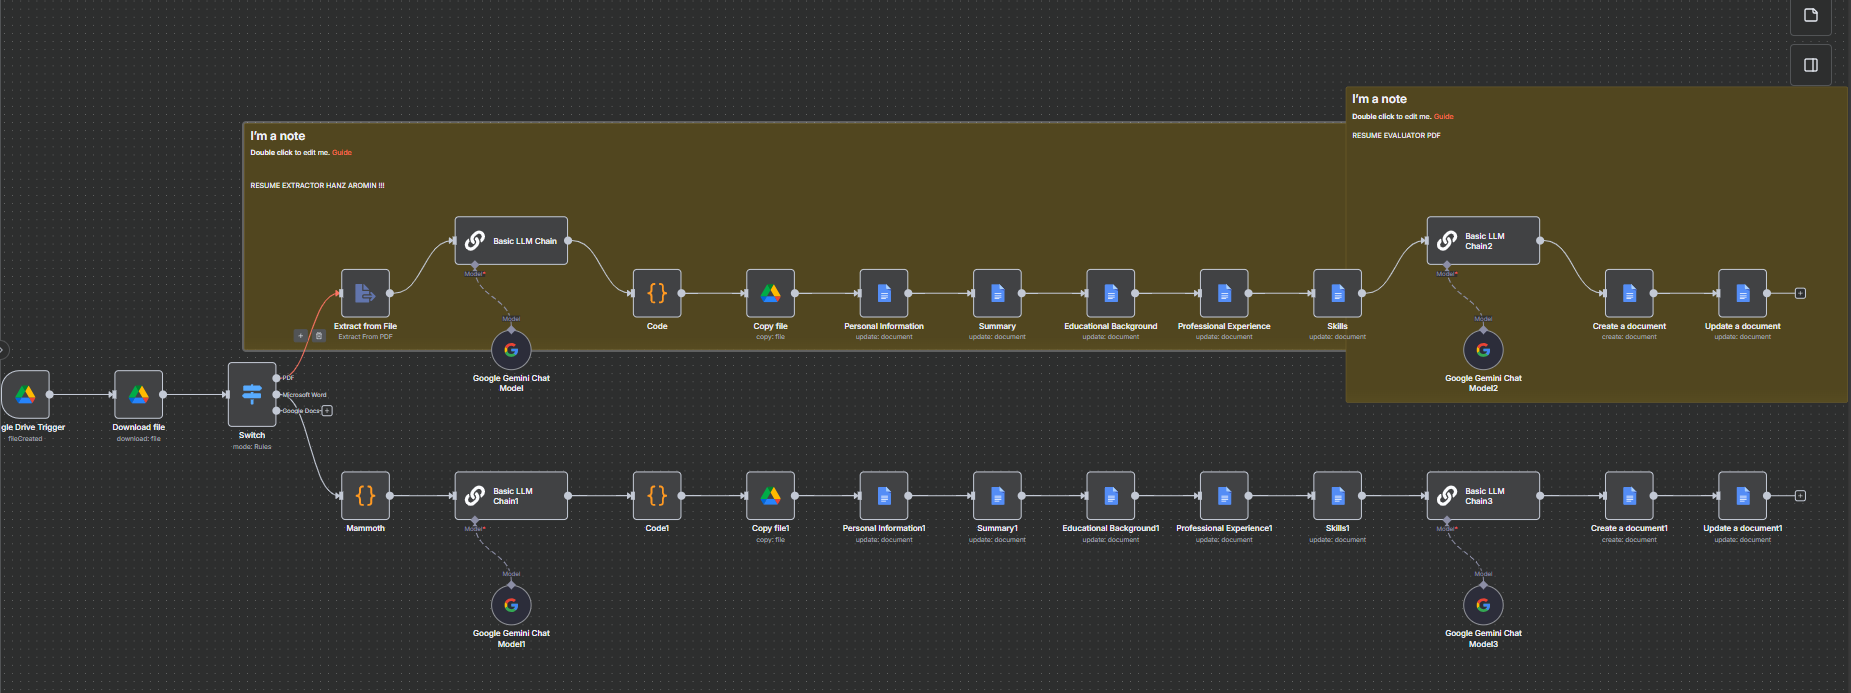 I'm a note
Double click to edit me. Guide
RESUME EXTRACTOR HANZ AROMIN !!!
I'm a note
Double click to edit me. Guide
RESUME EVALUATOR PDF
Basic LLM Chain
Model*
Model
Google Gemini Chat
Model
Extract from File
Extract From PDF
Code
Copy file
copy: file
Personal Information
update: document
Summary
update: document
Educational Background
update: document
Professional Experience
update: document
Skills
update: document
Basic LLM
Chain2
Model*
Model
Google Gemini Chat
Model2
Create a document
create: document
Update a document
update: document
gle Drive Trigger
fileCreated
Download file
download: file
Switch
mode: Rules
PDF
Microsoft Word
Google Docs
Mammoth
Basic LLM
Chain1
Model*
Model
Google Gemini Chat
Model1
Code1
Copy file1
copy: file
Personal Information1
update: document
Summary1
update: document
Educational Background1
update: document
Professional Experience1
update: document
Skills1
update: document
Basic LLM
Chain3
Model*
Model
Google Gemini Chat
Model3
Create a document1
create: document
Update a document1
update: document